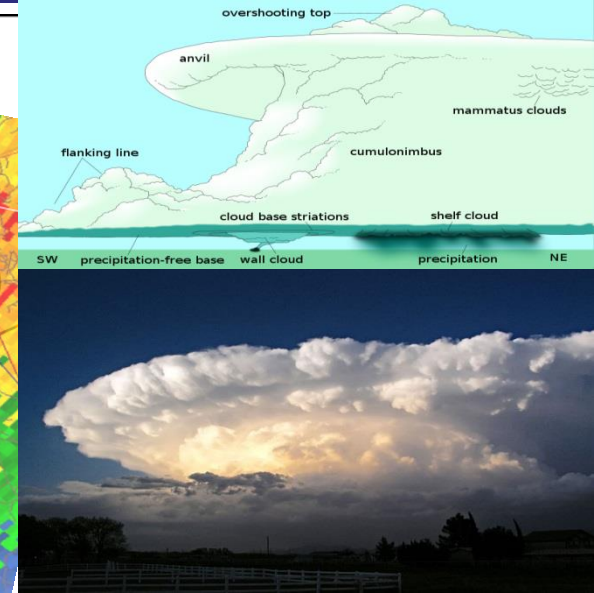 overshooting top
anvil
mammatus clouds
flanking line
cumulonimbus
cloud base striations
shelf cloud
SW
precipitation-free base
wall cloud
precipitation
NE